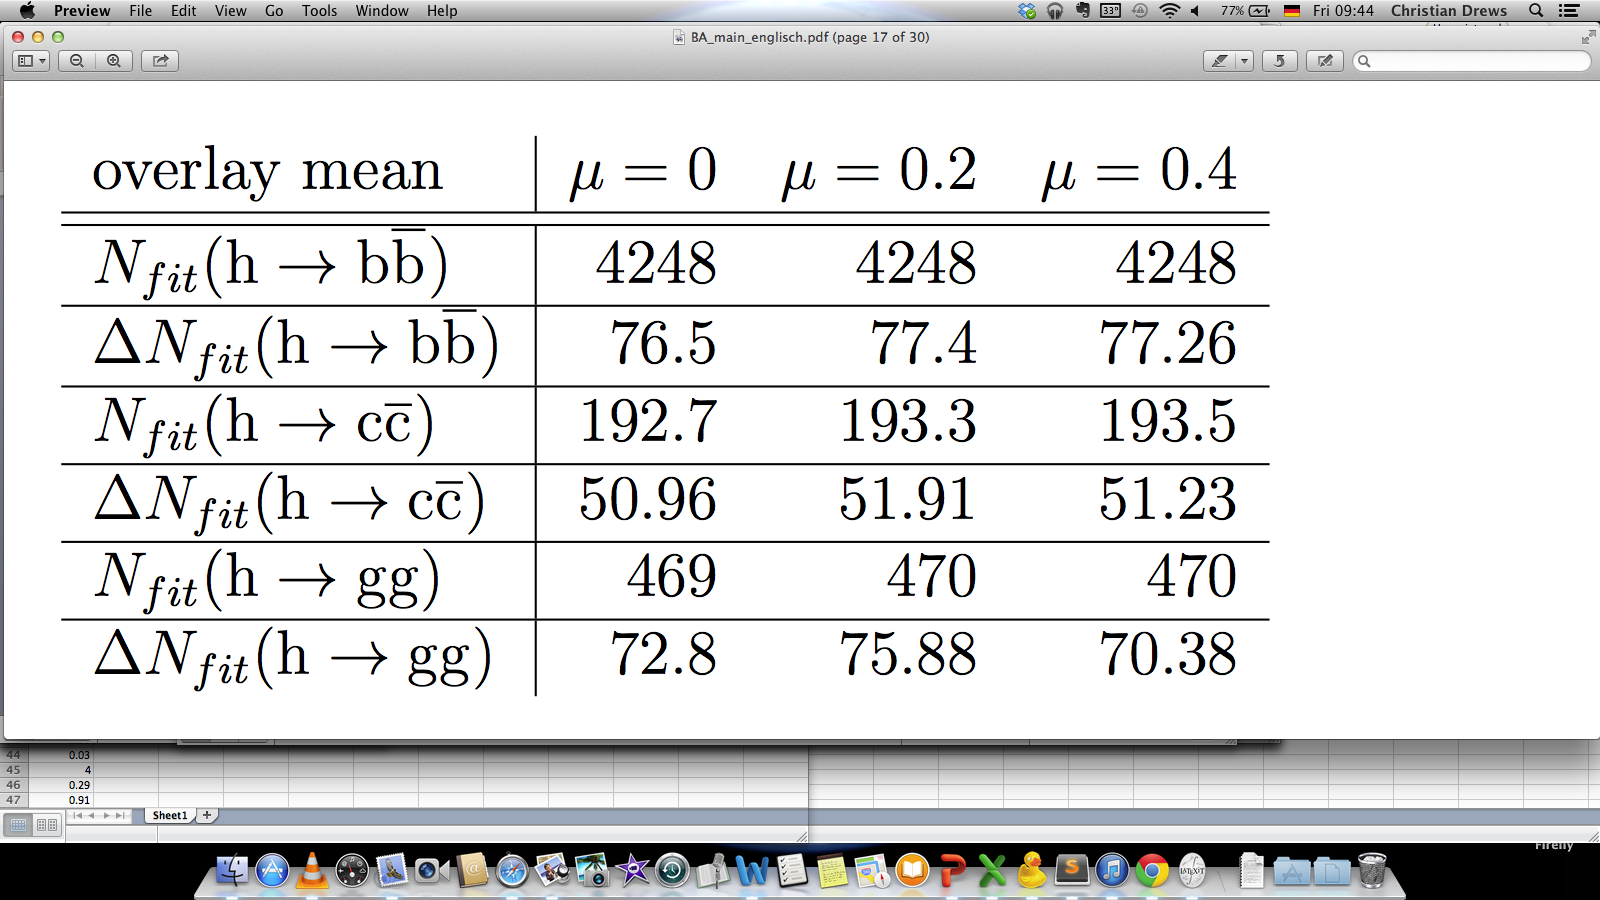 Preview File Edit View Go Tools Window Help 33° 77% Fri 09:44 Christian Drews
BA_main_englisch.pdf (page 17 of 30)
overlay mean μ = 0 μ = 0.2 μ = 0.4
N_fit(h → bb̅) 4248 4248 4248
ΔN_fit(h → bb̅) 76.5 77.4 77.26
N_fit(h → cc̅) 192.7 193.3 193.5
ΔN_fit(h → cc̅) 50.96 51.91 51.23
N_fit(h → gg) 469 470 470
ΔN_fit(h → gg) 72.8 75.88 70.38
44 0.03
45 4
46 0.29
47 0.91
Sheet1
Firefly